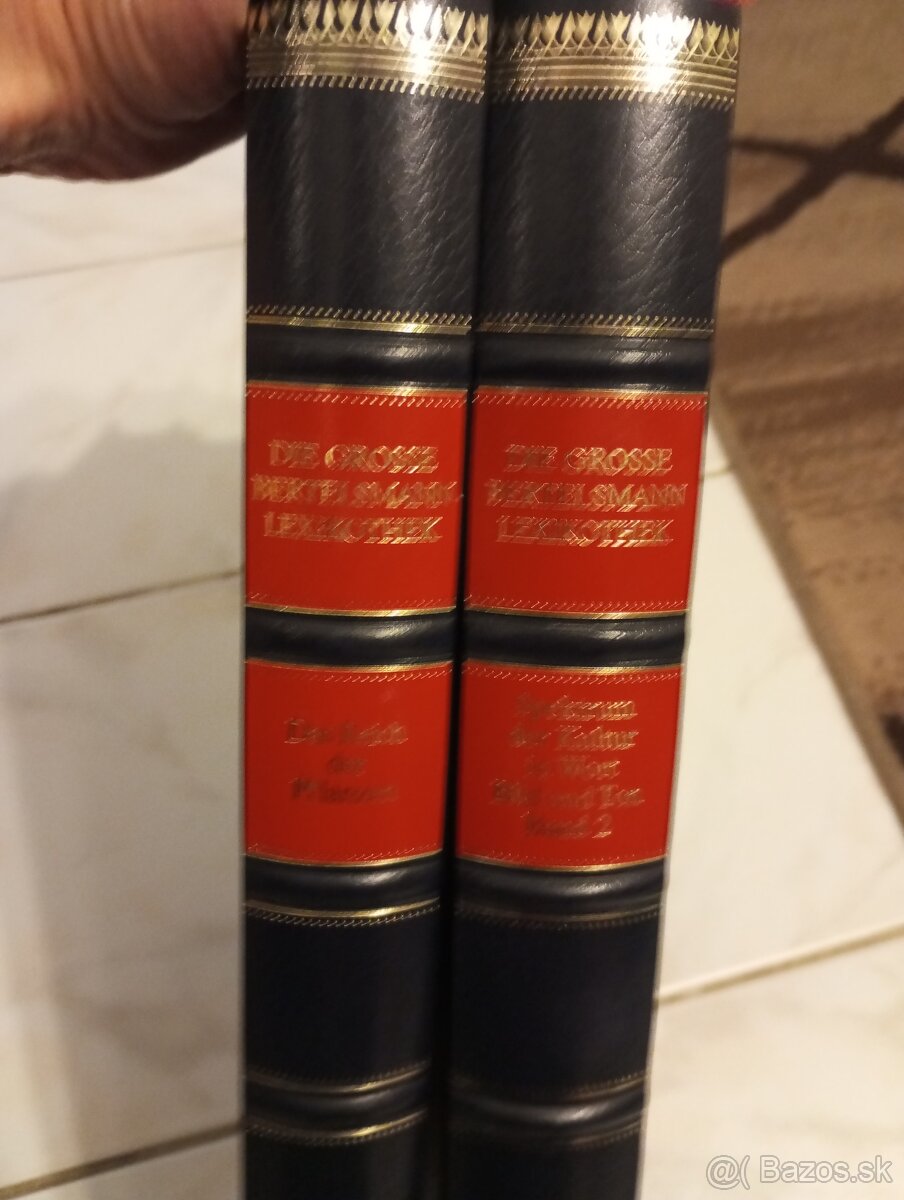 DIE GROSSE
BERTELSMANN
LEXIKOTHEK
Das Reich
der
Pflanzen
DIE GROSSE
BERTELSMANN
LEXIKOTHEK
Spektrum
der Kultur
in Wort
Bild und Ton
Band 2
@( Bazos.sk